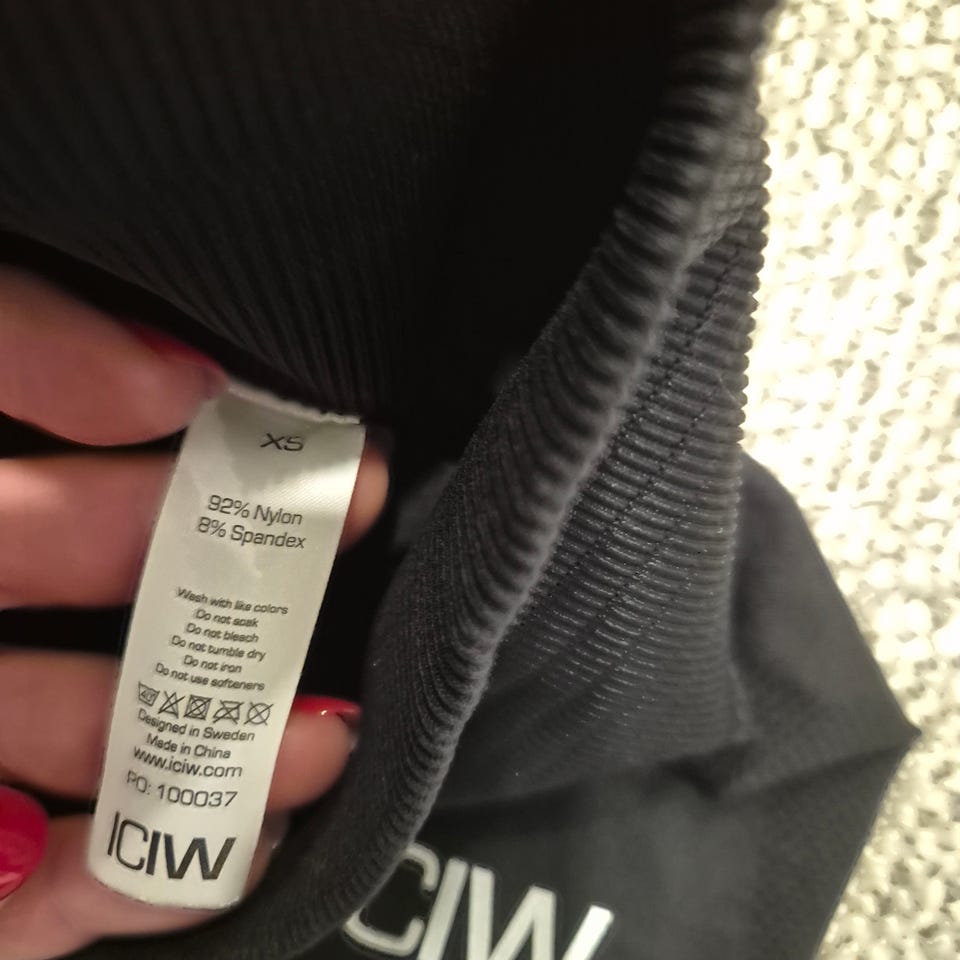 XS
92% Nylon
8% Spandex
Wash with like colors
Do not soak
Do not bleach
Do not tumble dry
Do not iron
Do not use softeners
Designed in Sweden
Made in China
www.iciw.com
PO: 100037
ICIW
ICIW